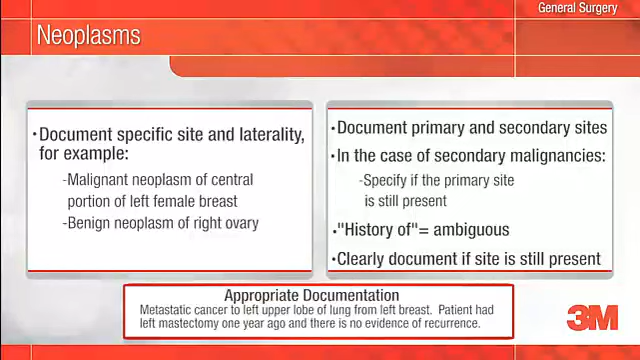 General Surgery
Neoplasms
•Document specific site and laterality,
for example:
-Malignant neoplasm of central
portion of left female breast
-Benign neoplasm of right ovary
•Document primary and secondary sites
•In the case of secondary malignancies:
-Specify if the primary site
is still present
•"History of"= ambiguous
•Clearly document if site is still present
Appropriate Documentation
Metastatic cancer to left upper lobe of lung from left breast. Patient had
left mastectomy one year ago and there is no evidence of recurrence.
3M